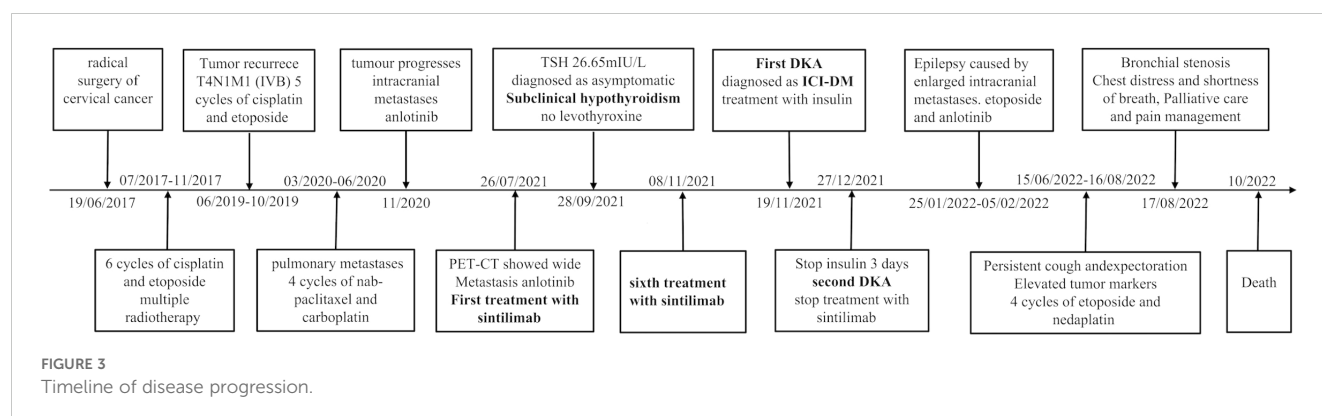 radical
surgery of
cervical cancer
Tumor recurrece
T4N1M1 (IVB) 5
cycles of cisplatin
and etoposide
tumour progresses
intracranial
metastases
anlotinib
TSH 26.65mIU/L
diagnosed as asymptomatic
Subclinical hypothyroidism
no levothyroxine
First DKA
diagnosed as ICI-DM
treatment with insulin
Epilepsy caused by
enlarged intracranial
metastases. etoposide
and anlotinib
Bronchial stenosis
Chest distress and shortness
of breath, Palliative care
and pain management
07/2017-11/2017
03/2020-06/2020
26/07/2021
08/11/2021
27/12/2021
15/06/2022-16/08/2022
10/2022
19/06/2017
06/2019-10/2019
11/2020
28/09/2021
19/11/2021
25/01/2022-05/02/2022
17/08/2022
6 cycles of cisplatin
and etoposide
multiple
radiotherapy
pulmonary metastases
4 cycles of nab-
paclitaxel and
carboplatin
PET-CT showed wide
Metastasis anlotinib
First treatment with
sintilimab
sixth treatment
with sintilimab
Stop insulin 3 days
second DKA
stop treatment with
sintilimab
Persistent cough andexpectoration
Elevated tumor markers
4 cycles of etoposide and
nedaplatin
Death
FIGURE 3
Timeline of disease progression.